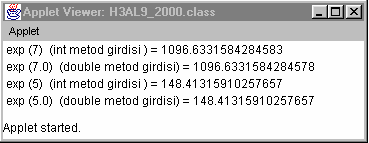 Applet Viewer: H3AL9_2000.class
Applet
exp (7) (int metod girdisi ) = 1096.6331584284583
exp (7.0) (double metod girdisi) = 1096.6331584284578
exp (5) (int metod girdisi ) = 148.41315910257657
exp (5.0) (double metod girdisi) = 148.41315910257657
Applet started.